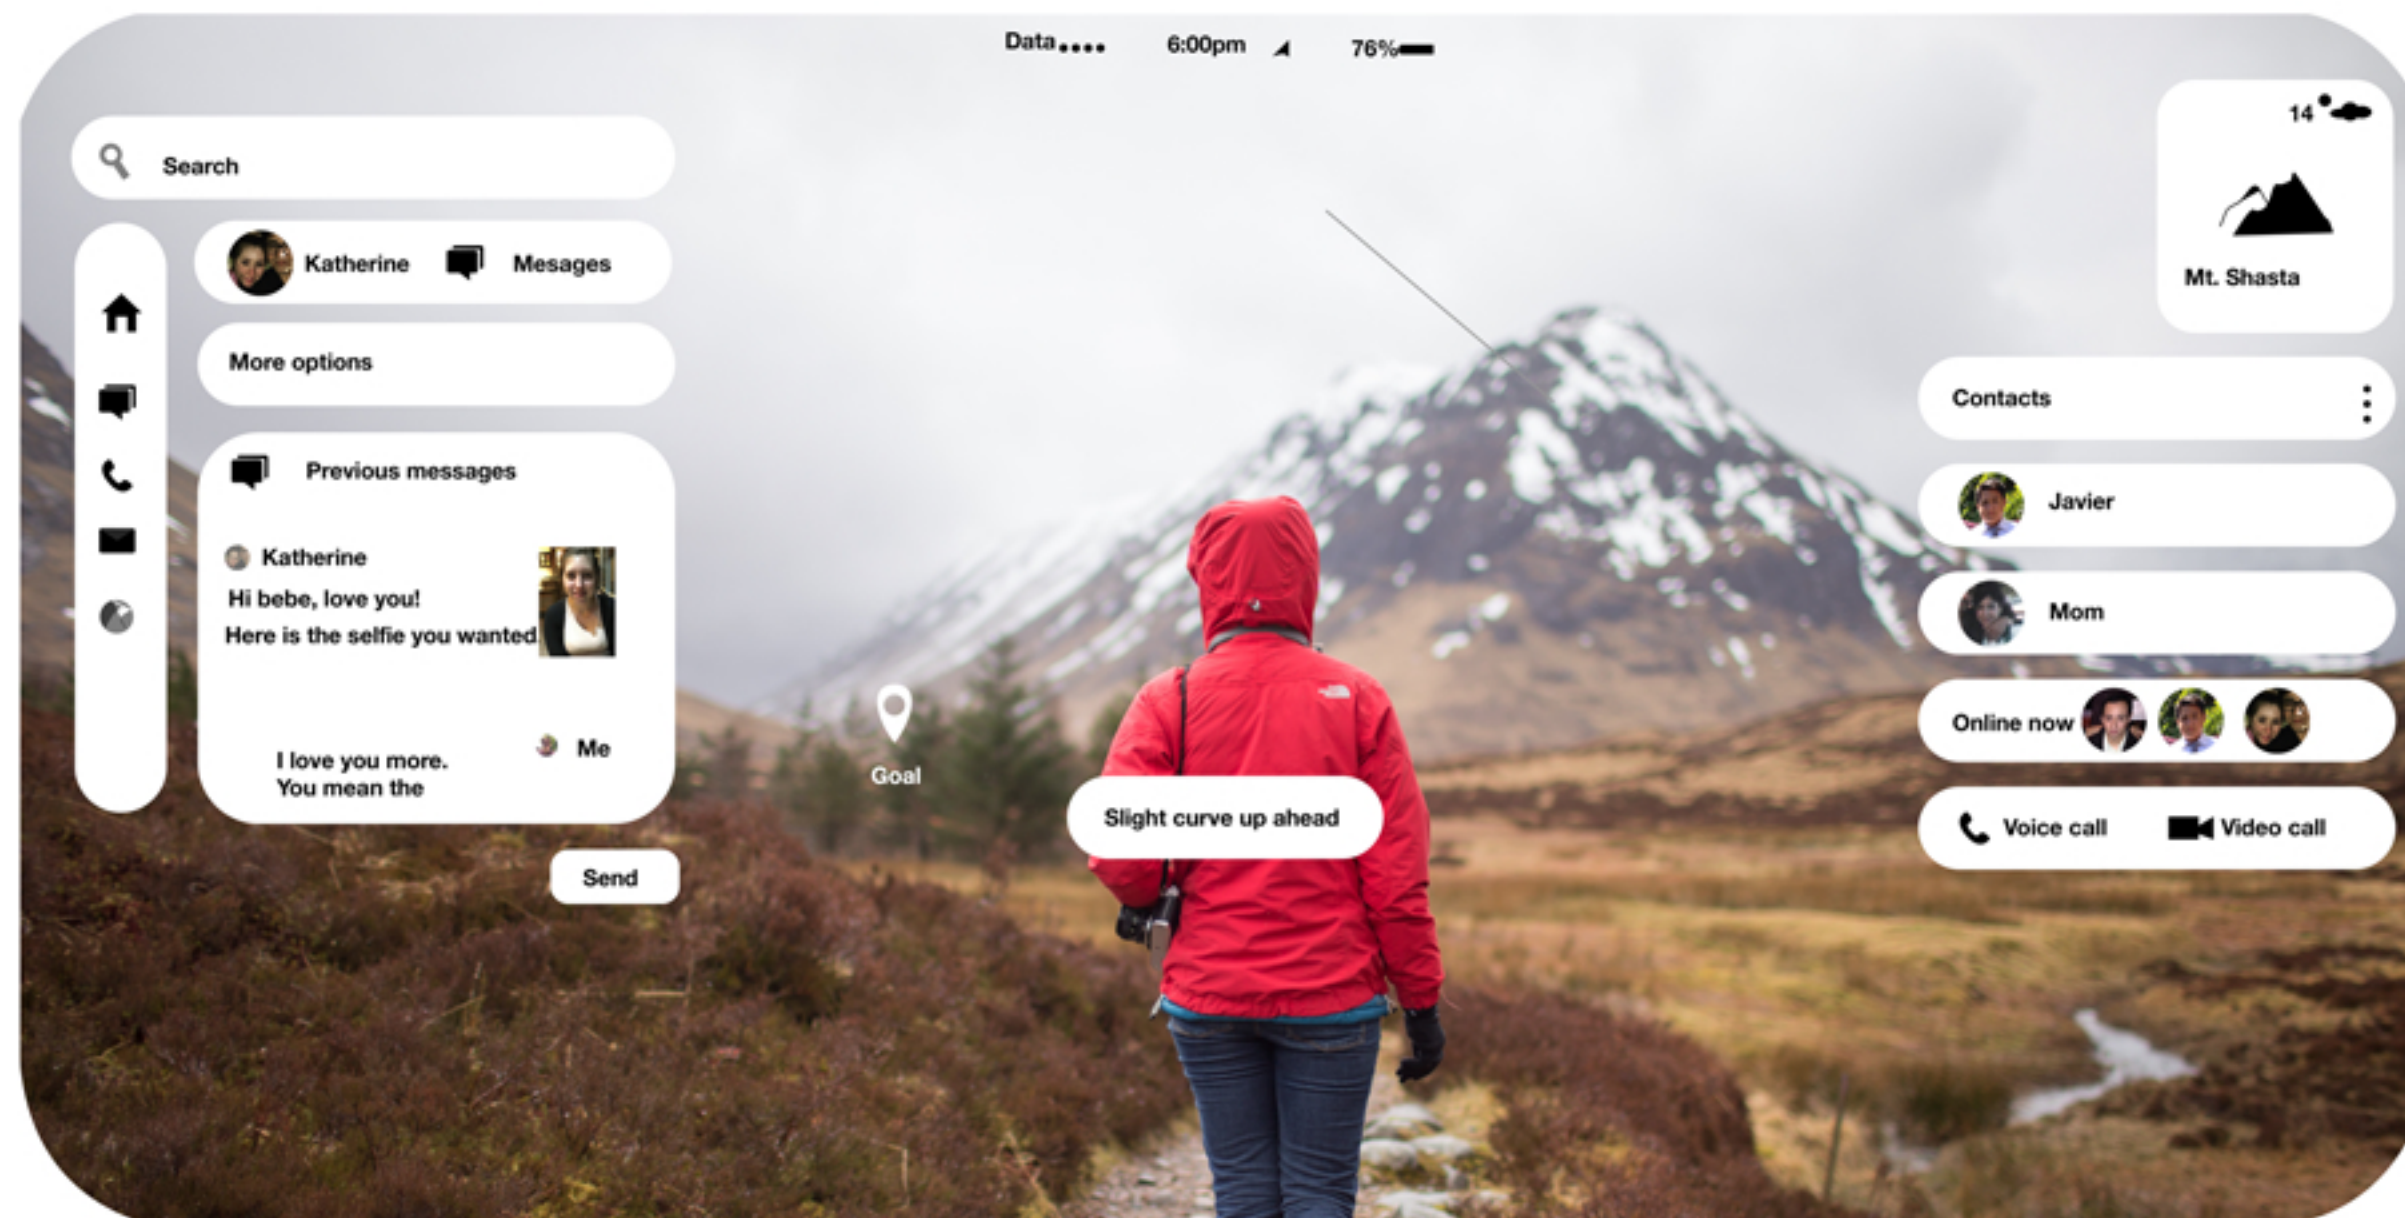 Data
6:00pm
76%
Search
Katherine
Mesages
More options
Previous messages
Katherine
Hi bebe, love you!
Here is the selfie you wanted
Me
I love you more.
You mean the
Send
Goal
Slight curve up ahead
14
Mt. Shasta
Contacts
Javier
Mom
Online now
Voice call
Video call